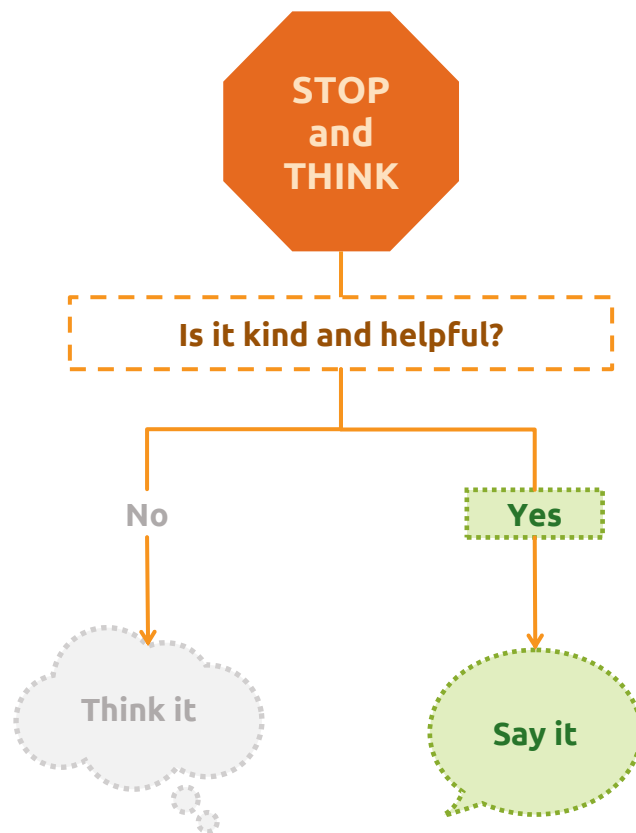 STOP
and
THINK
Is it kind and helpful?
No
Yes
Think it
Say it